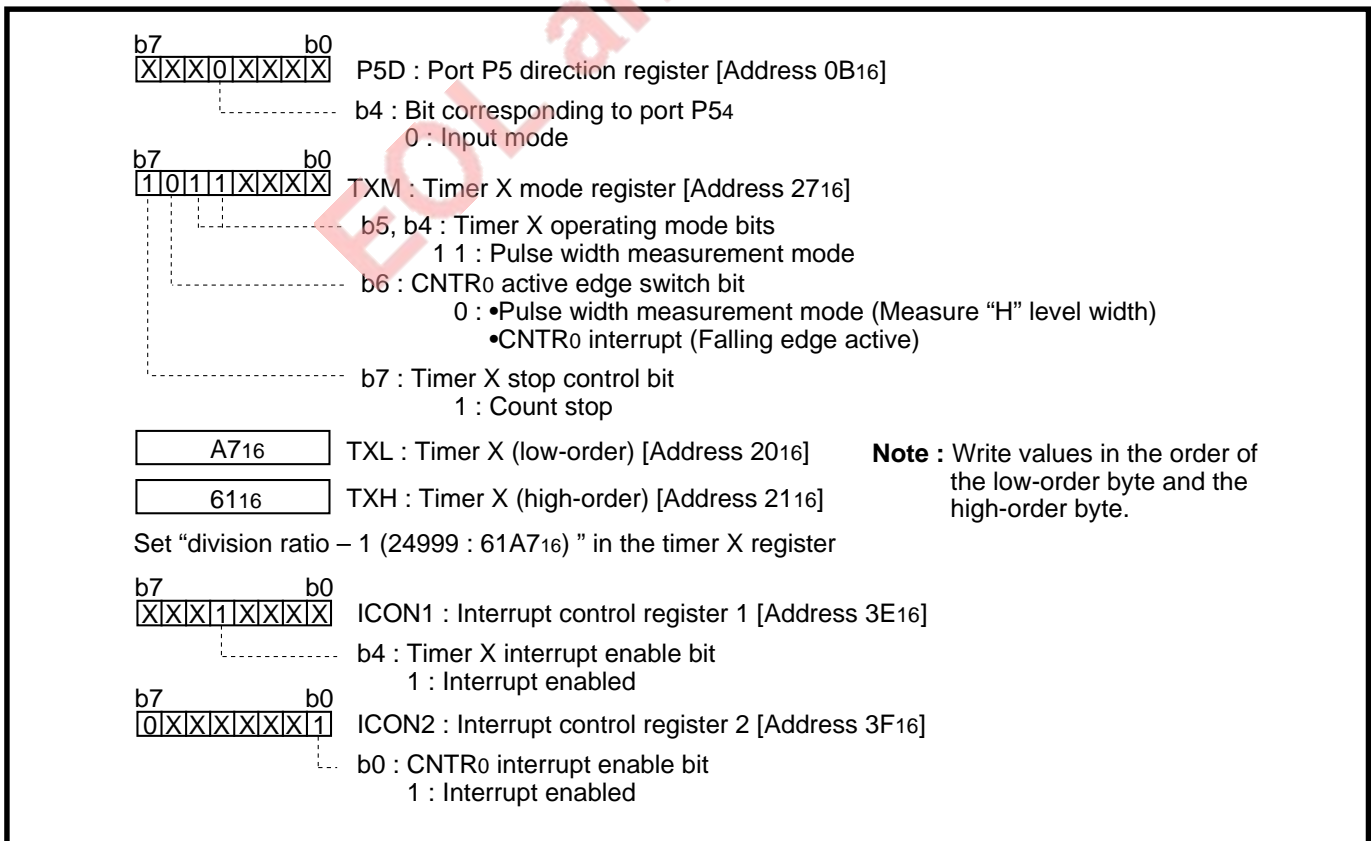 EOL an
b7 b0
X X X 0 X X X X P5D : Port P5 direction register [Address 0B16]
b4 : Bit corresponding to port P54
0 : Input mode
b7 b0
1 0 1 1 X X X X TXM : Timer X mode register [Address 2716]
b5, b4 : Timer X operating mode bits
1 1 : Pulse width measurement mode
b6 : CNTR0 active edge switch bit
0 : •Pulse width measurement mode (Measure “H” level width)
•CNTR0 interrupt (Falling edge active)
b7 : Timer X stop control bit
1 : Count stop
A716 TXL : Timer X (low-order) [Address 2016]
6116 TXH : Timer X (high-order) [Address 2116]
Note : Write values in the order of
the low-order byte and the
high-order byte.
Set “division ratio – 1 (24999 : 61A716) ” in the timer X register
b7 b0
X X X 1 X X X X ICON1 : Interrupt control register 1 [Address 3E16]
b4 : Timer X interrupt enable bit
1 : Interrupt enabled
b7 b0
0 X X X X X X 1 ICON2 : Interrupt control register 2 [Address 3F16]
b0 : CNTR0 interrupt enable bit
1 : Interrupt enabled